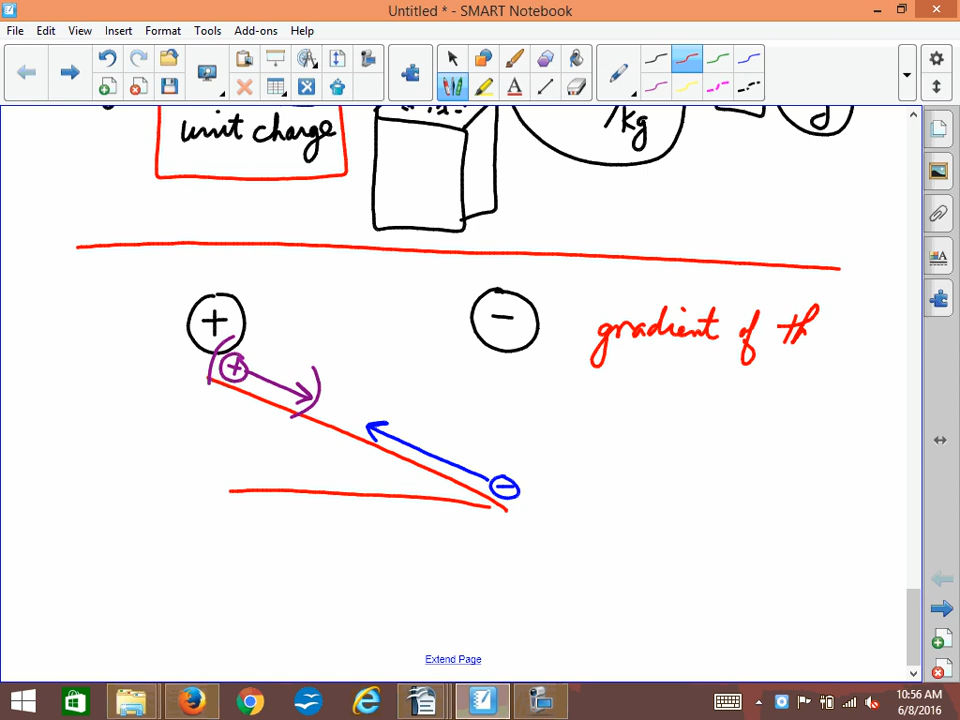 Untitled * - SMART Notebook
File Edit View Insert Format Tools Add-ons Help
unit charge
/kg
g
+
−
gradient of th
+
−
Extend Page
10:56 AM
6/8/2016